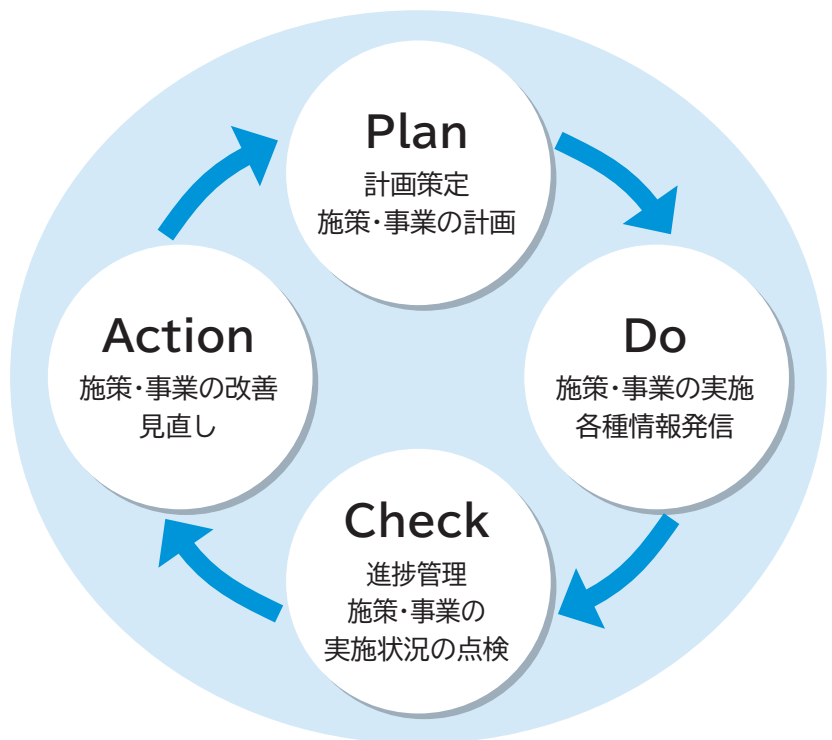 Plan
計画策定
施策・事業の計画
Do
施策・事業の実施
各種情報発信
Check
進捗管理
施策・事業の
実施状況の点検
Action
施策・事業の改善
見直し